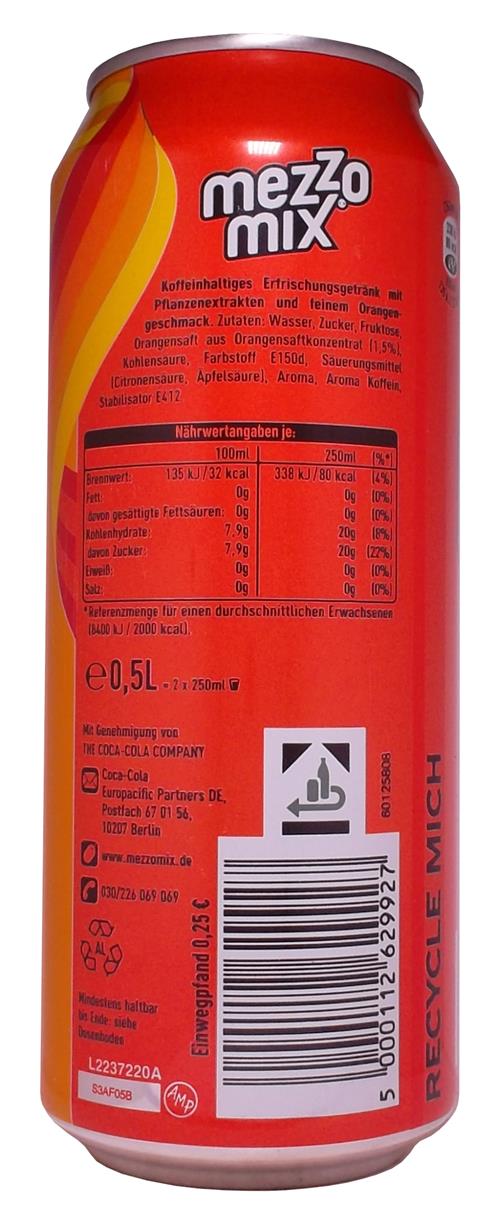 mezzo
mix
Koffeinhaltiges Erfrischungsgetränk mit
Pflanzenextrakten und feinem Orangen-
geschmack. Zutaten: Wasser, Zucker, Fruktose,
Orangensaft aus Orangensaftkonzentrat (1,5%),
Kohlensäure, Farbstoff E150d, Säuerungsmittel
(Citronensäure, Äpfelsäure), Aroma, Aroma Koffein,
Stabilisator E412
Nährwertangaben je:
100ml 250ml (%*)
Brennwert: 135 kJ/32 kcal 338 kJ/80 kcal (4%)
Fett: 0g 0g (0%)
davon gesättigte Fettsäuren: 0g 0g (0%)
Kohlenhydrate: 7,9g 20g (8%)
davon Zucker: 7,9g 20g (22%)
Eiweiß: 0g 0g (0%)
Salz: 0g 0g (0%)
*Referenzmenge für einen durchschnittlichen Erwachsenen
(8400 kJ / 2000 kcal).
e 0,5L = 2 x 250ml
Mit Genehmigung von
THE COCA-COLA COMPANY
Coca-Cola
Europacific Partners DE,
Postfach 67 01 56,
10207 Berlin
www.mezzomix.de
030/226 069 069
AL
Mindestens haltbar
bis Ende: siehe
Dosenboden
L2237220A
S3AF05B
AMP
Einwegpfand 0,25 €
60125808
5 000112 629927
RECYCLE MICH